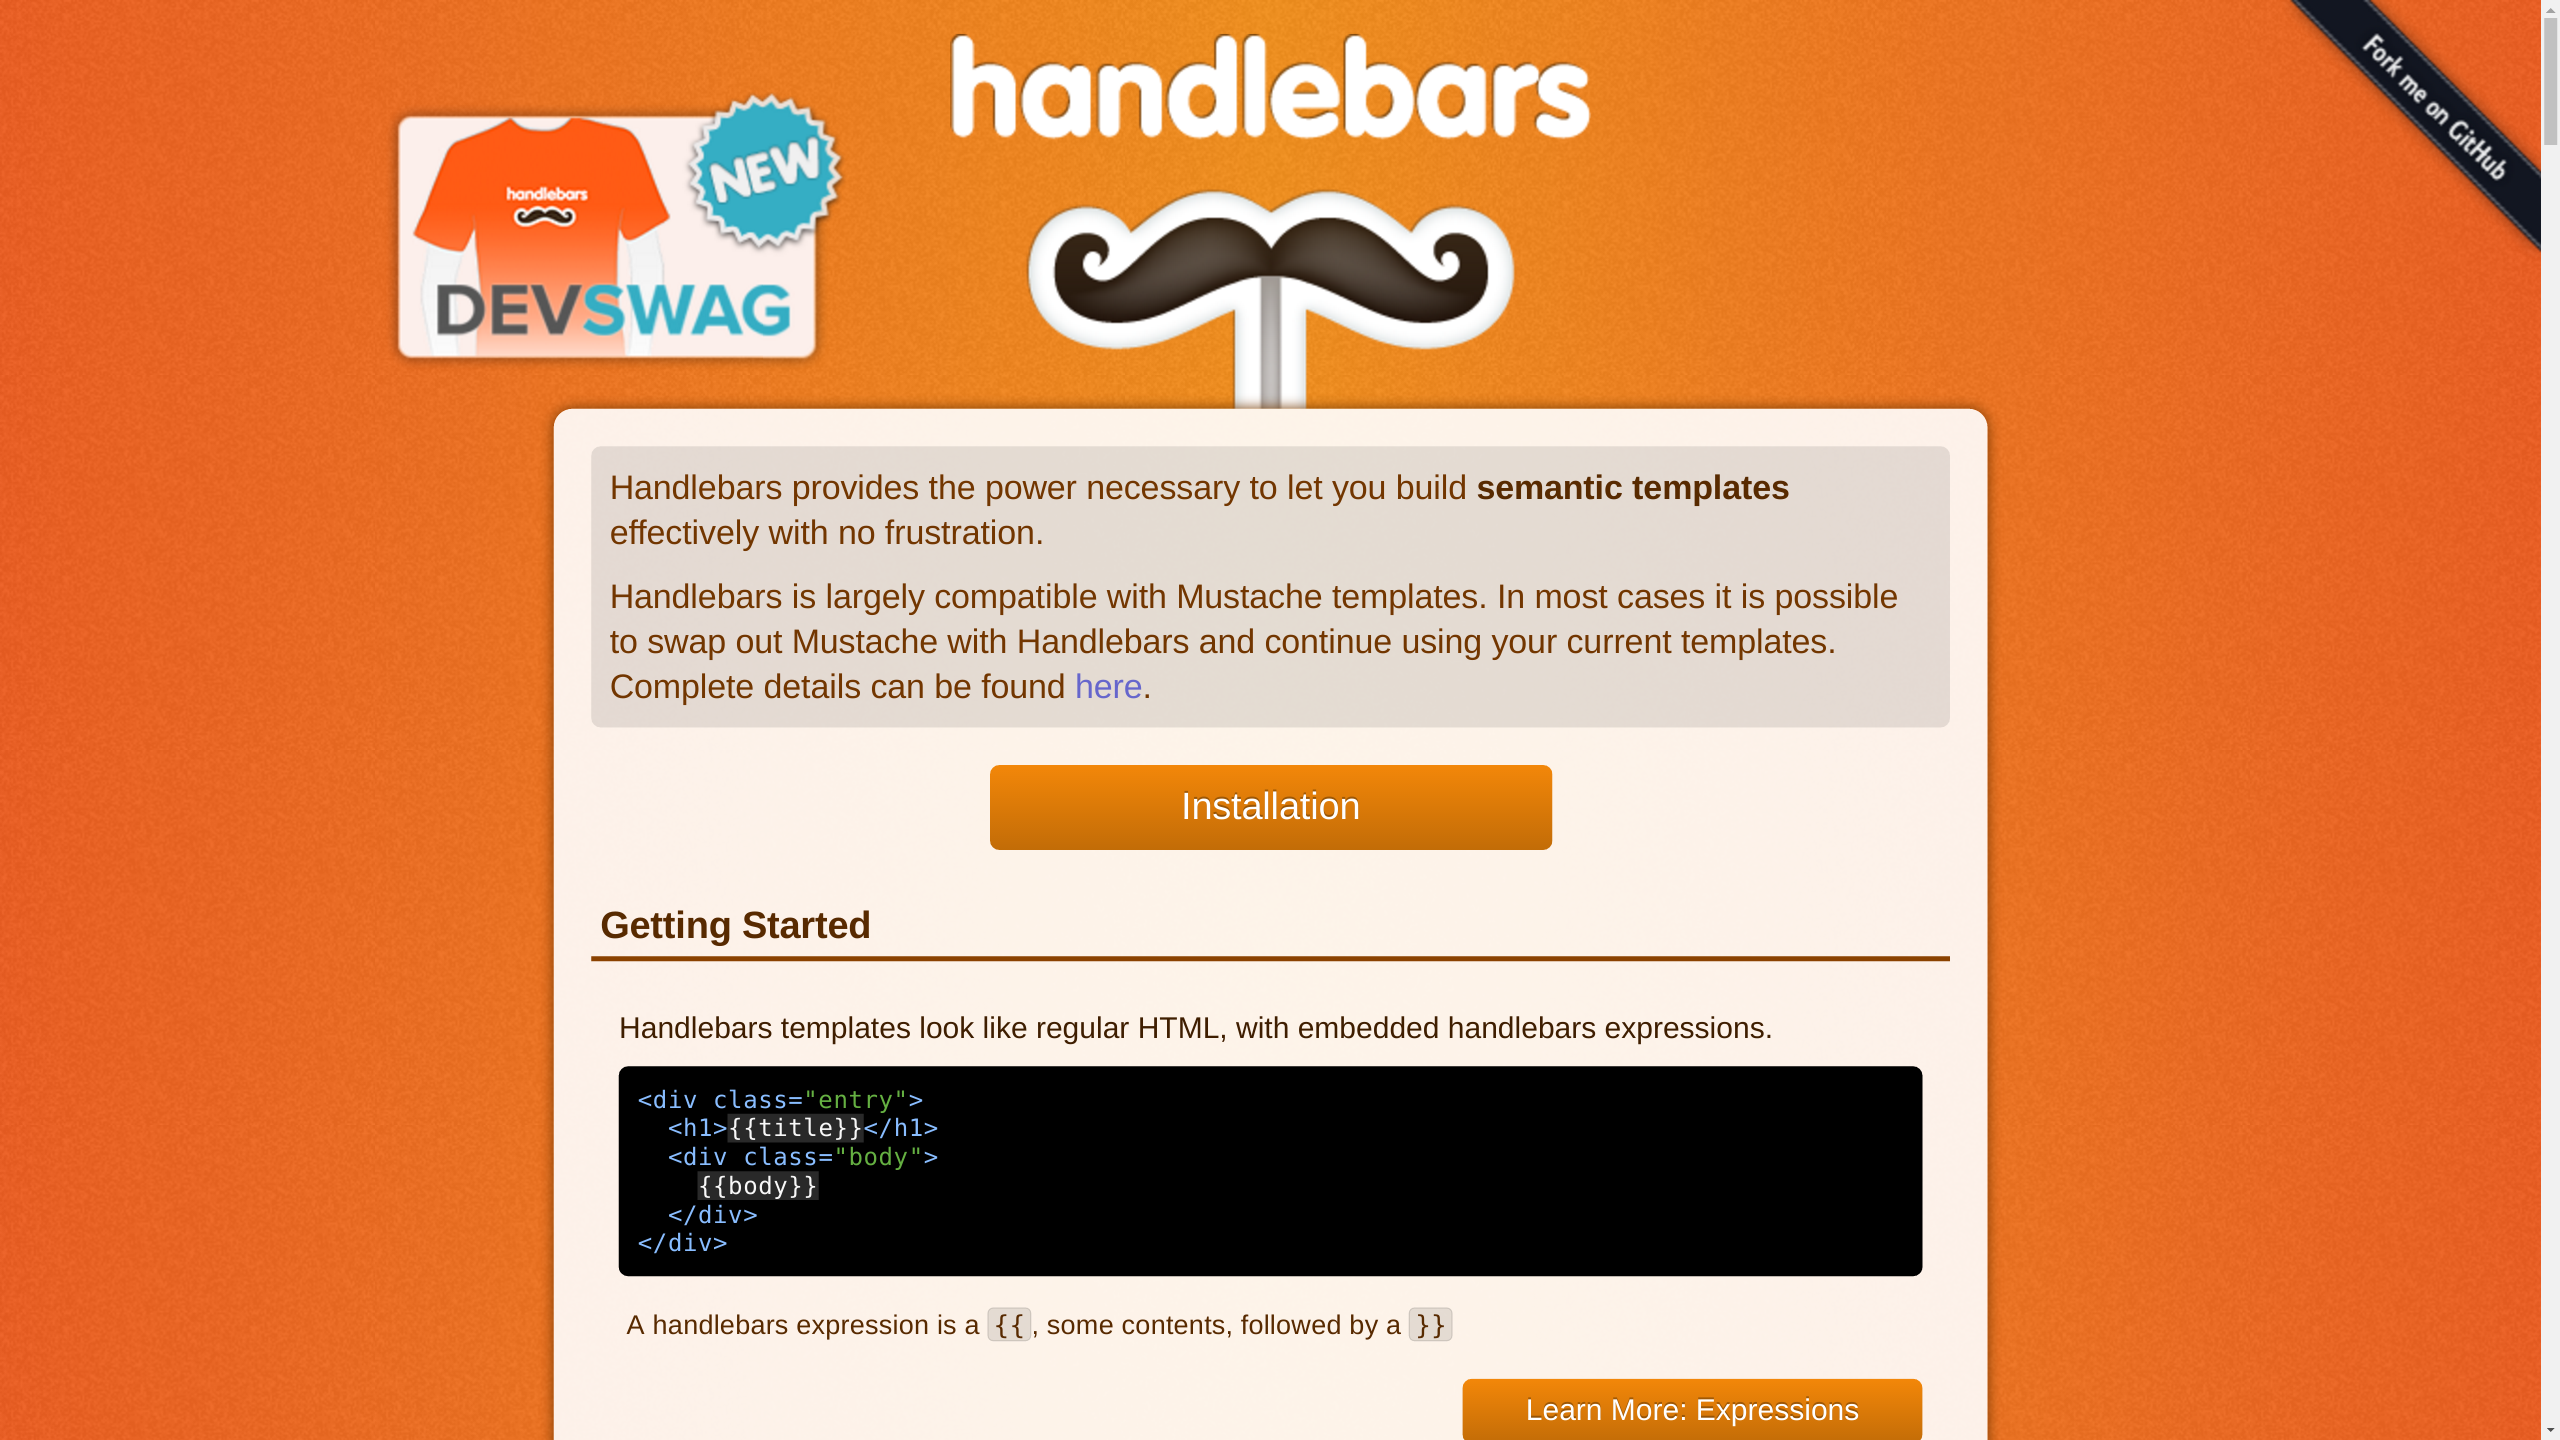 handlebars
Fork me on GitHub
handlebars
NEW
DEVSWAG
Handlebars provides the power necessary to let you build semantic templates
effectively with no frustration.
Handlebars is largely compatible with Mustache templates. In most cases it is possible
to swap out Mustache with Handlebars and continue using your current templates.
Complete details can be found here.
Installation
Getting Started
Handlebars templates look like regular HTML, with embedded handlebars expressions.
<div class="entry">
  <h1>{{title}}</h1>
  <div class="body">
    {{body}}
  </div>
</div>
A handlebars expression is a {{, some contents, followed by a }}
Learn More: Expressions